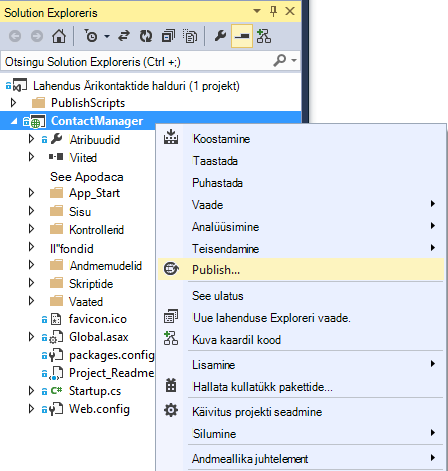 Solution Exploreris
Otsingu Solution Exploreris (Ctrl +;)
Lahendus Ärikontaktide halduri (1 projekt)
PublishScripts
ContactManager
Atribuudid
Viited
See Apodaca
App_Start
Sisu
Kontrollerid
Il"fondid
Andmemudelid
Skriptide
Vaated
favicon.ico
Global.asax
packages.config
Project_Readme
Startup.cs
Web.config
Koostamine
Taastada
Puhastada
Vaade
Analüüsimine
Teisendamine
Publish...
See ulatus
Uue lahenduse Exploreri vaade.
Kuva kaardil kood
Lisamine
Hallata kullatükk pakettide...
Käivitus projekti seadmine
Silumine
Andmeallika juhtelement